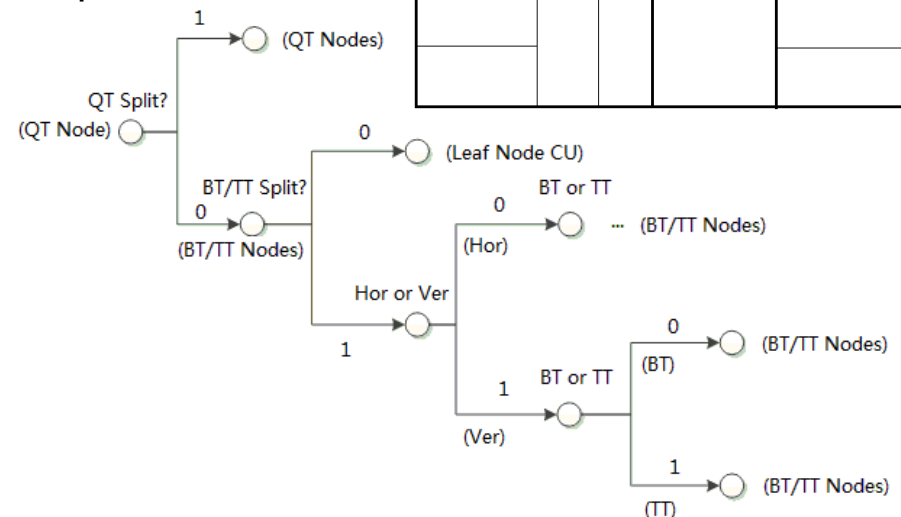 1
(QT Nodes)
QT Split?
(QT Node)
0
(Leaf Node CU)
BT/TT Split?
BT or TT
0
0
... (BT/TT Nodes)
(BT/TT Nodes)
(Hor)
Hor or Ver
0
1
(BT/TT Nodes)
(BT)
BT or TT
1
(Ver)
1
(BT/TT Nodes)
(TT)